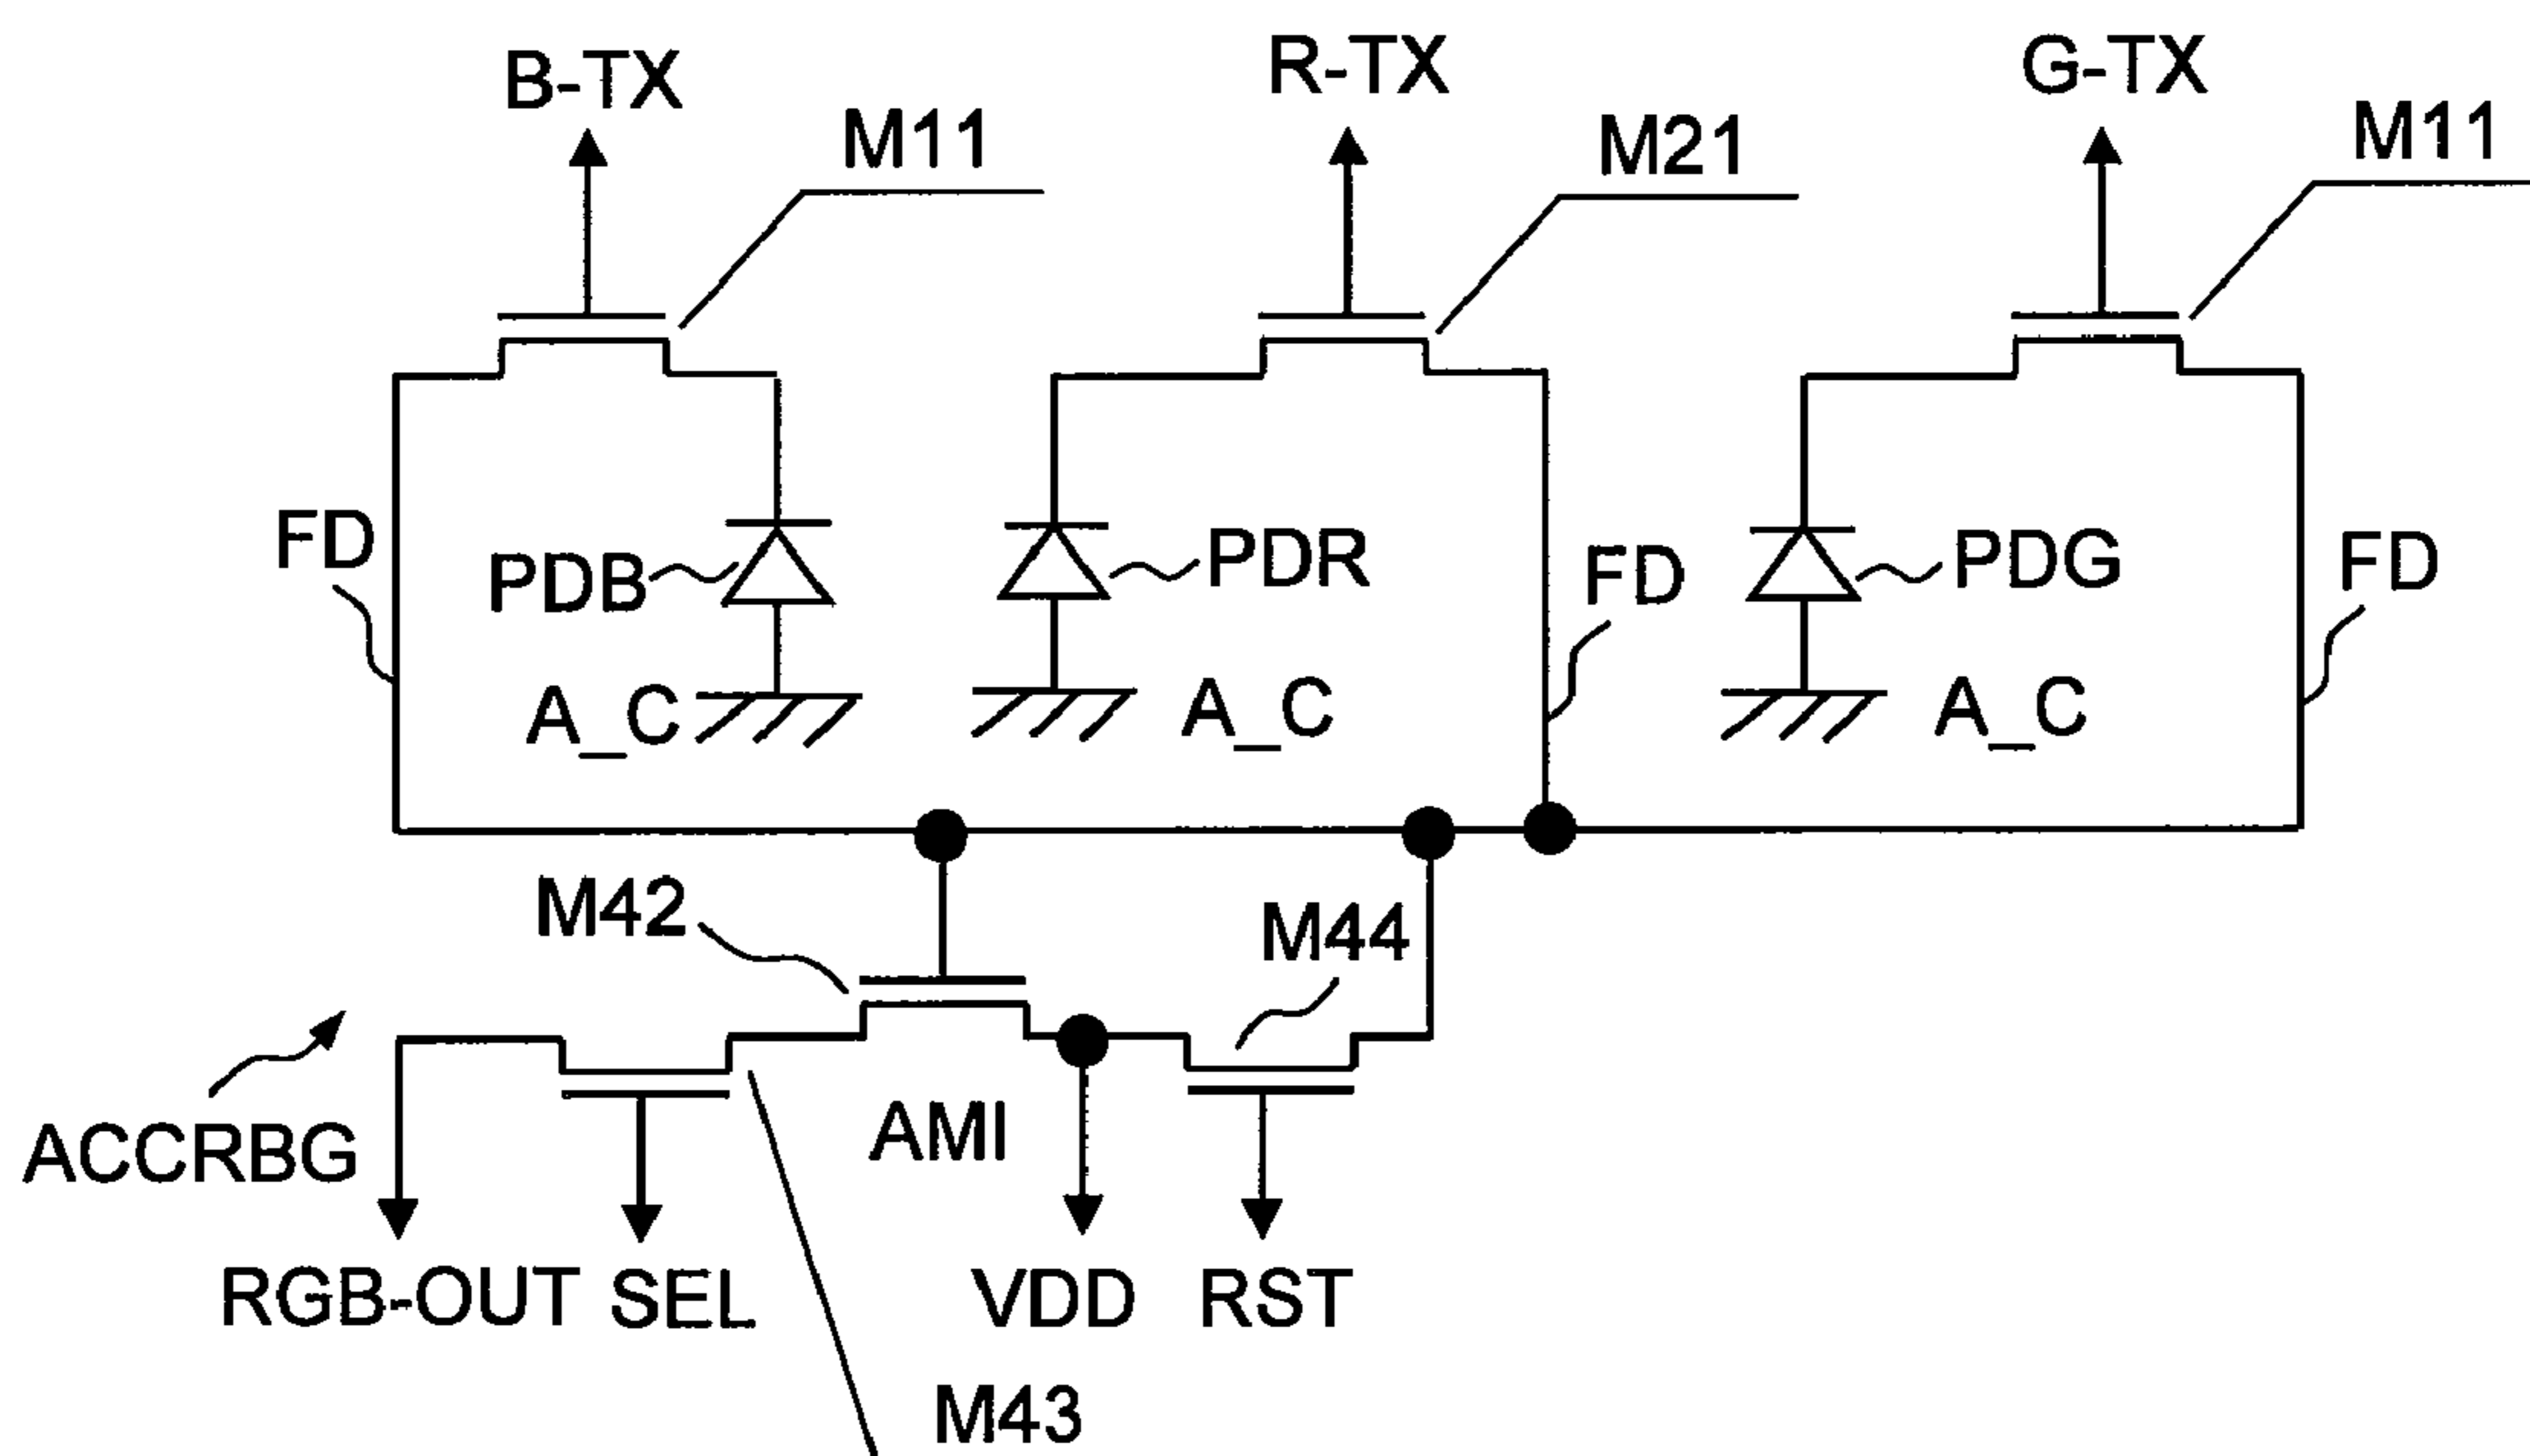 B-TX
R-TX
G-TX
M11
M21
M11
FD
PDB
PDR
FD
PDG
FD
A_C
A_C
A_C
M42
M44
ACCRBG
AMI
RGB-OUT
SEL
VDD
RST
M43